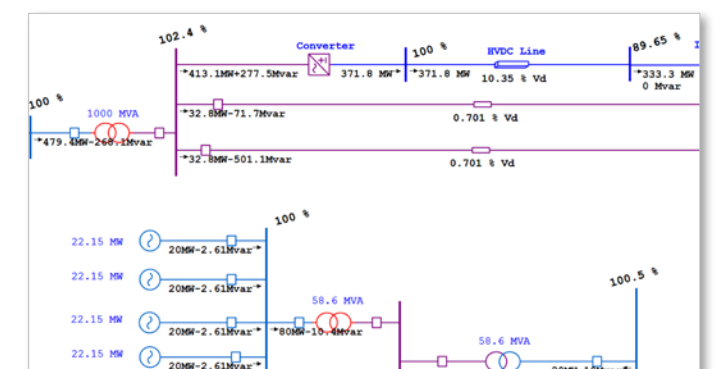 102.4 %
Converter
100 %
HVDC Line
89.65 %
413.1MW+277.5Mvar
371.8 MW
371.8 MW
10.35 % Vd
333.3 MW
0 Mvar
100 %
1000 MVA
32.8MW-71.7Mvar
0.701 % Vd
479.4MW-268.1Mvar
32.8MW-501.1Mvar
0.701 % Vd
100 %
22.15 MW
20MW-2.61Mvar
100.5 %
22.15 MW
20MW-2.61Mvar
58.6 MVA
22.15 MW
20MW-2.61Mvar
80MW-10.4Mvar
58.6 MVA
22.15 MW
20MW-2.61Mvar